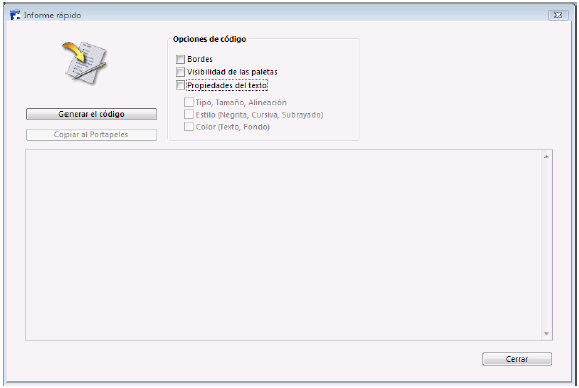 Informe rápido
Opciones de código
Bordes
Visibilidad de las paletas
Propiedades del texto
Tipo, Tamaño, Alineación
Estilo (Negrita, Cursiva, Subrayado)
Color (Texto, Fondo)
Generar el código
Copiar al Portapeles
Cerrar